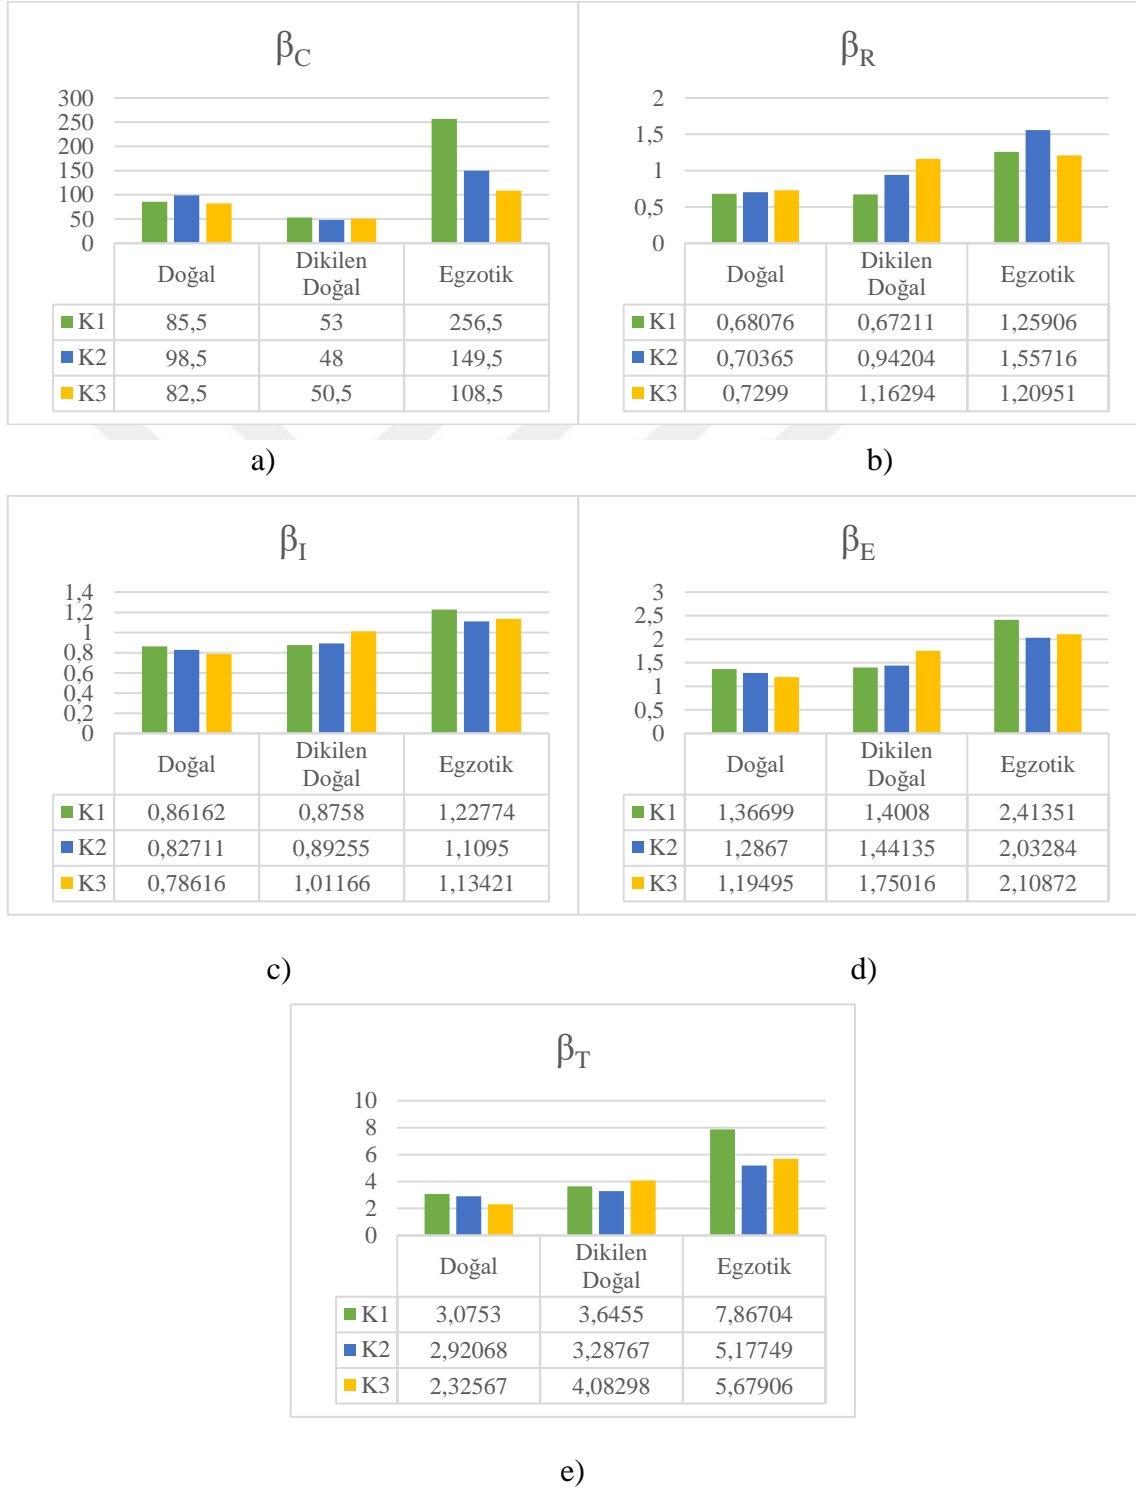 β_C
300
250
200
150
100
50
0
Doğal Dikilen Doğal Egzotik
K1 85,5 53 256,5
K2 98,5 48 149,5
K3 82,5 50,5 108,5
a)
β_R
2
1,5
1
0,5
0
Doğal Dikilen Doğal Egzotik
K1 0,68076 0,67211 1,25906
K2 0,70365 0,94204 1,55716
K3 0,7299 1,16294 1,20951
b)
β_I
1,4
1,2
1
0,8
0,6
0,4
0,2
0
Doğal Dikilen Doğal Egzotik
K1 0,86162 0,8758 1,22774
K2 0,82711 0,89255 1,1095
K3 0,78616 1,01166 1,13421
c)
β_E
3
2,5
2
1,5
1
0,5
0
Doğal Dikilen Doğal Egzotik
K1 1,36699 1,4008 2,41351
K2 1,2867 1,44135 2,03284
K3 1,19495 1,75016 2,10872
d)
β_T
10
8
6
4
2
0
Doğal Dikilen Doğal Egzotik
K1 3,0753 3,6455 7,86704
K2 2,92068 3,28767 5,17749
K3 2,32567 4,08298 5,67906
e)